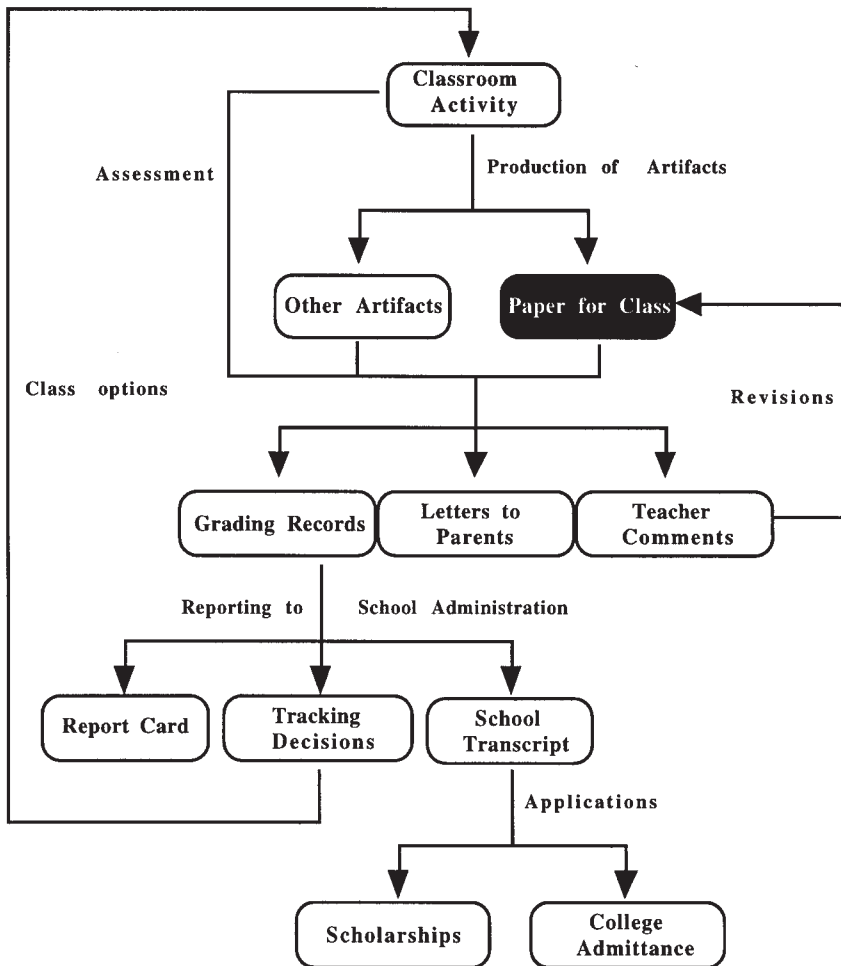 Classroom
Activity
Assessment
Production of Artifacts
Other Artifacts
Paper for Class
Class options
Revisions
Grading Records
Letters to
Parents
Teacher
Comments
Reporting to School Administration
Report Card
Tracking
Decisions
School
Transcript
Applications
Scholarships
College
Admittance